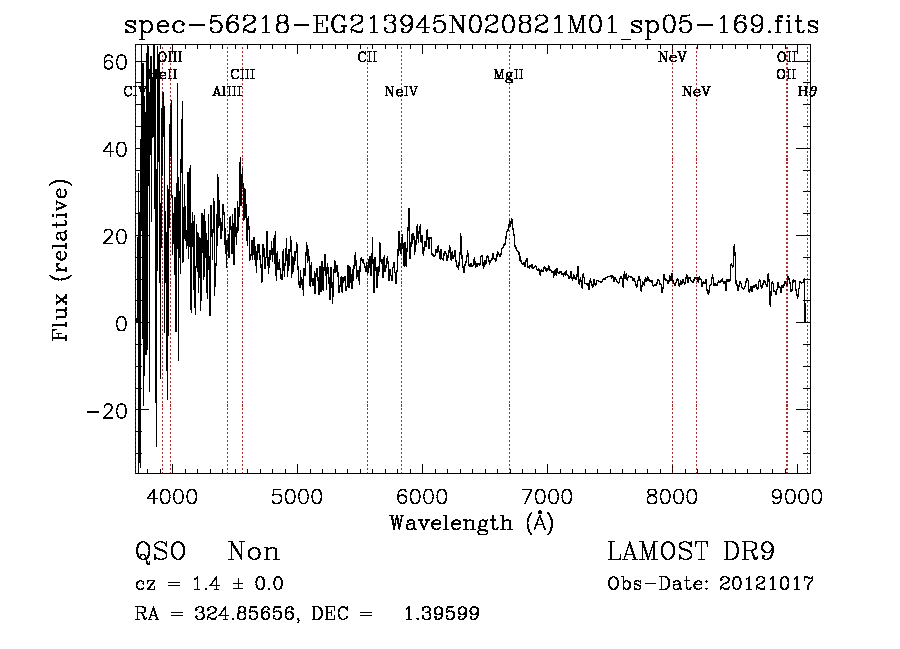 spec-56218-EG213945N020821M01_sp05-169.fits
OIII CII NeV OII
HeII CIII MgII OII
CIV AlIII NeIV NeV Hθ
60
40
20
0
-20
Flux (relative)
4000 5000 6000 7000 8000 9000
Wavelength (Å)
QSO Non LAMOST DR9
cz = 1.4 ± 0.0 Obs-Date: 20121017
RA = 324.85656, DEC = 1.39599